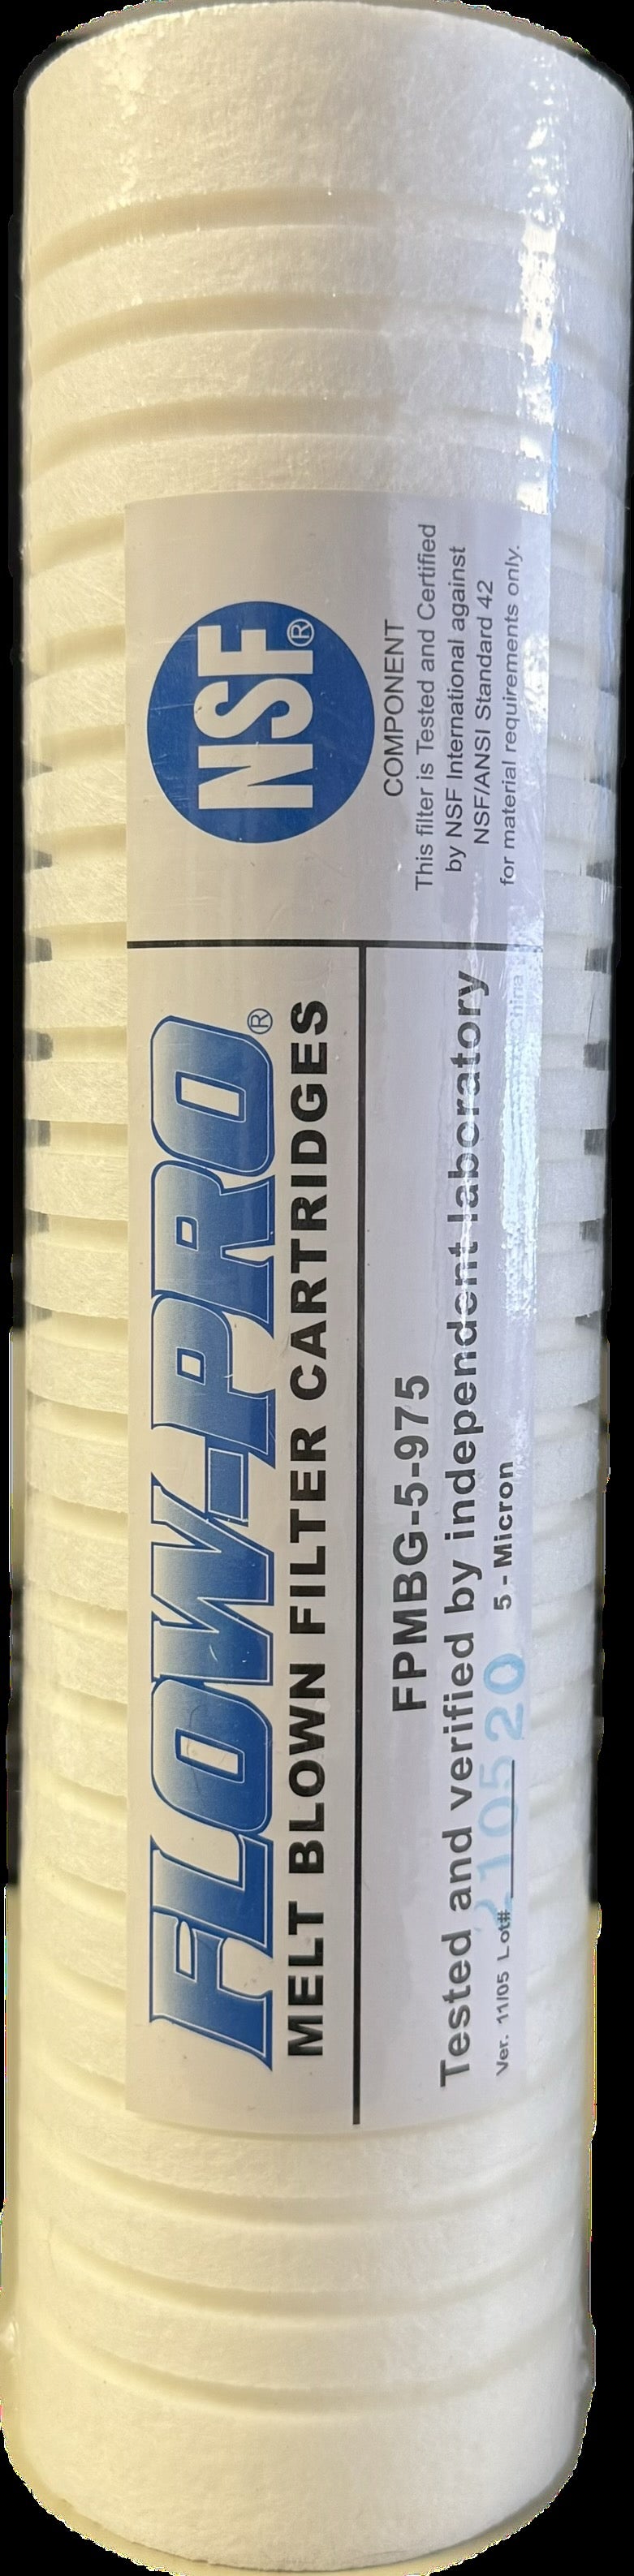 FLOW-PRO®
MELT BLOWN FILTER CARTRIDGES
FPMBG-5-975
Tested and verified by independent laboratory
Ver. 11/05 Lot# 210520 5 - Micron
China
NSF®
COMPONENT
This filter is Tested and Certified
by NSF International against
NSF/ANSI Standard 42
for material requirements only.